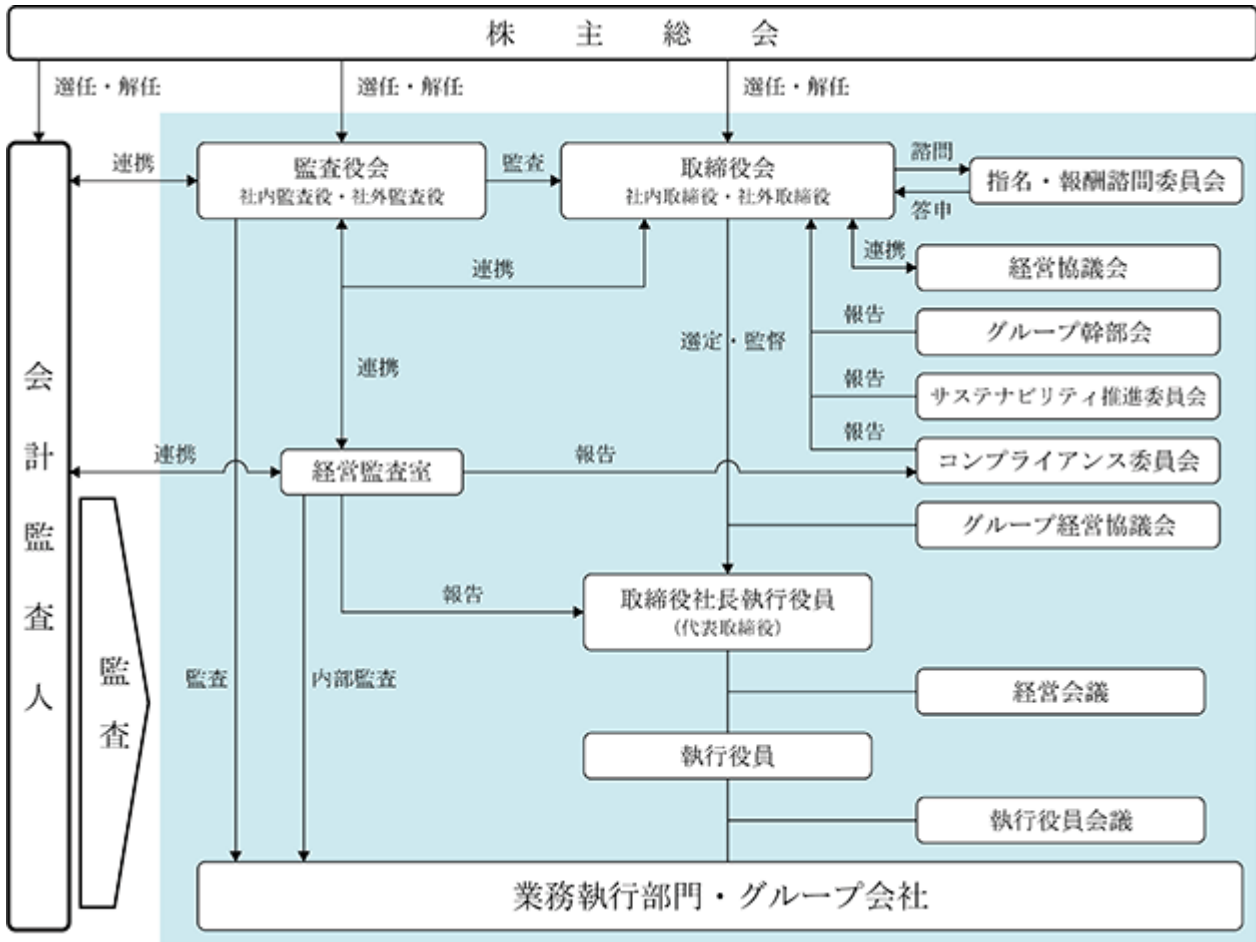 株主総会
選任・解任
選任・解任
選任・解任
会計監査人
連携
監査役会
社内監査役・社外監査役
監査
取締役会
社内取締役・社外取締役
諮問
答申
指名・報酬諮問委員会
連携
経営協議会
連携
報告
グループ幹部会
選定・監督
連携
報告
サステナビリティ推進委員会
報告
コンプライアンス委員会
連携
経営監査室
報告
グループ経営協議会
報告
取締役社長執行役員
(代表取締役)
監査
監査
内部監査
経営会議
執行役員
執行役員会議
業務執行部門・グループ会社